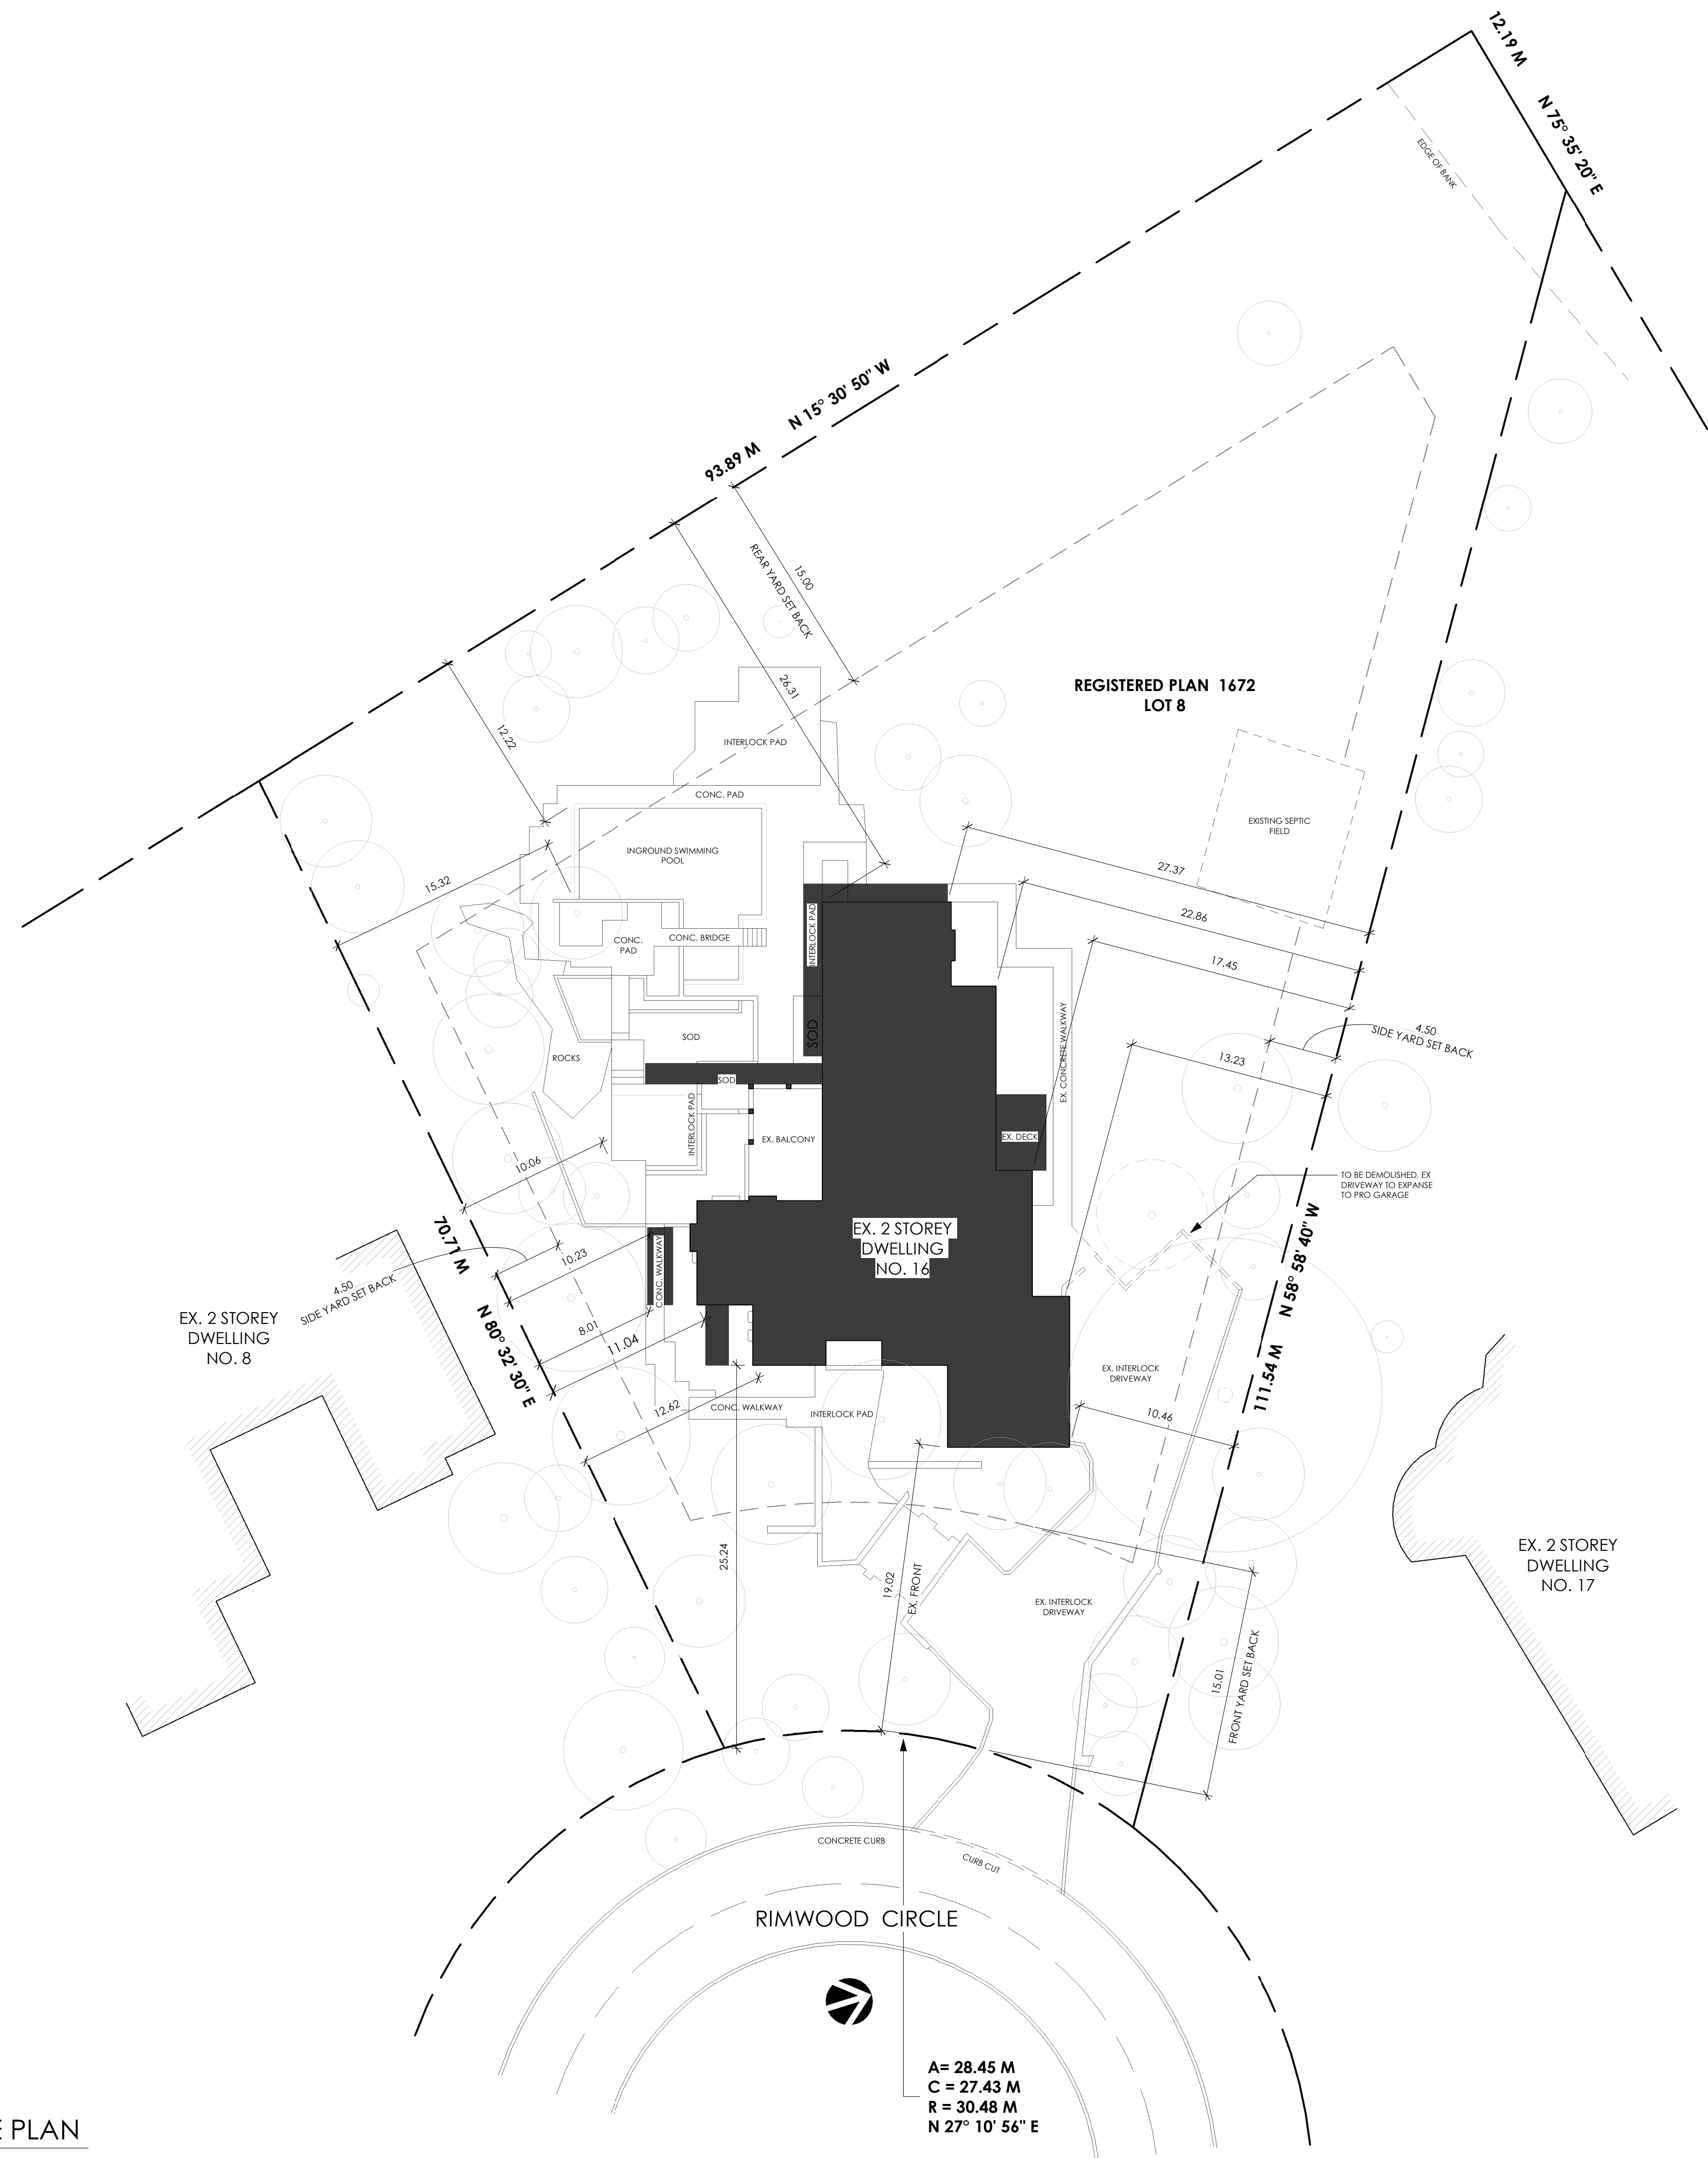 12.19 M
N 75° 35' 20" E
EDGE OF BANK
N 15° 30' 50" W
93.89 M
15.00
REAR YARD SET BACK
26.31
12.22
REGISTERED PLAN 1672
LOT 8
INTERLOCK PAD
CONC. PAD
EXISTING SEPTIC
FIELD
INGROUND SWIMMING
POOL
27.37
15.32
22.86
INTERLOCK PAD
CONC.
PAD
CONC. BRIDGE
17.45
4.50
SIDE YARD SET BACK
SOD
SOD
ROCKS
13.23
EX. CONCRETE WALKWAY
SOD
INTERLOCK PAD
EX. BALCONY
EX. DECK
10.06
TO BE DEMOLISHED, EX
DRIVEWAY TO EXPANSE
TO PRO GARAGE
70.71 M
N 80° 32' 30" E
EX. 2 STOREY
DWELLING
NO. 16
10.23
CONC. WALKWAY
4.50
SIDE YARD SET BACK
N 58° 58' 40" W
111.54 M
EX. 2 STOREY
DWELLING
NO. 8
8.01
11.04
EX. INTERLOCK
DRIVEWAY
12.62
CONC. WALKWAY
INTERLOCK PAD
10.46
25.24
19.02
EX. FRONT
EX. INTERLOCK
DRIVEWAY
EX. 2 STOREY
DWELLING
NO. 17
15.01
FRONT YARD SET BACK
CONCRETE CURB
CURB CUT
RIMWOOD CIRCLE
A= 28.45 M
C = 27.43 M
R = 30.48 M
N 27° 10' 56" E
E PLAN